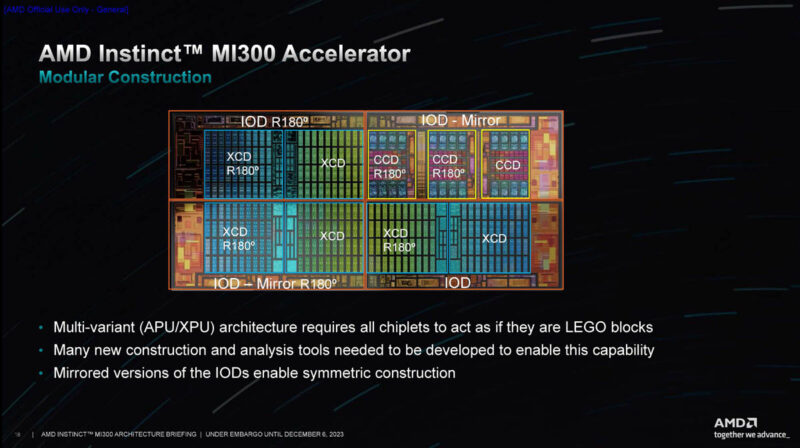 [AMD Official Use Only - General]
AMD Instinct™ MI300 Accelerator
Modular Construction
IOD R180º
IOD - Mirror
XCD
R180º
XCD
CCD
R180º
CCD
R180º
CCD
XCD
R180º
XCD
XCD
R180º
XCD
IOD – Mirror R180º
IOD
• Multi-variant (APU/XPU) architecture requires all chiplets to act as if they are LEGO blocks
• Many new construction and analysis tools needed to be developed to enable this capability
• Mirrored versions of the IODs enable symmetric construction
| AMD INSTINCT™ MI300 ARCHITECTURE BRIEFING | UNDER EMBARGO UNTIL DECEMBER 6, 2023
AMD
together we advance_